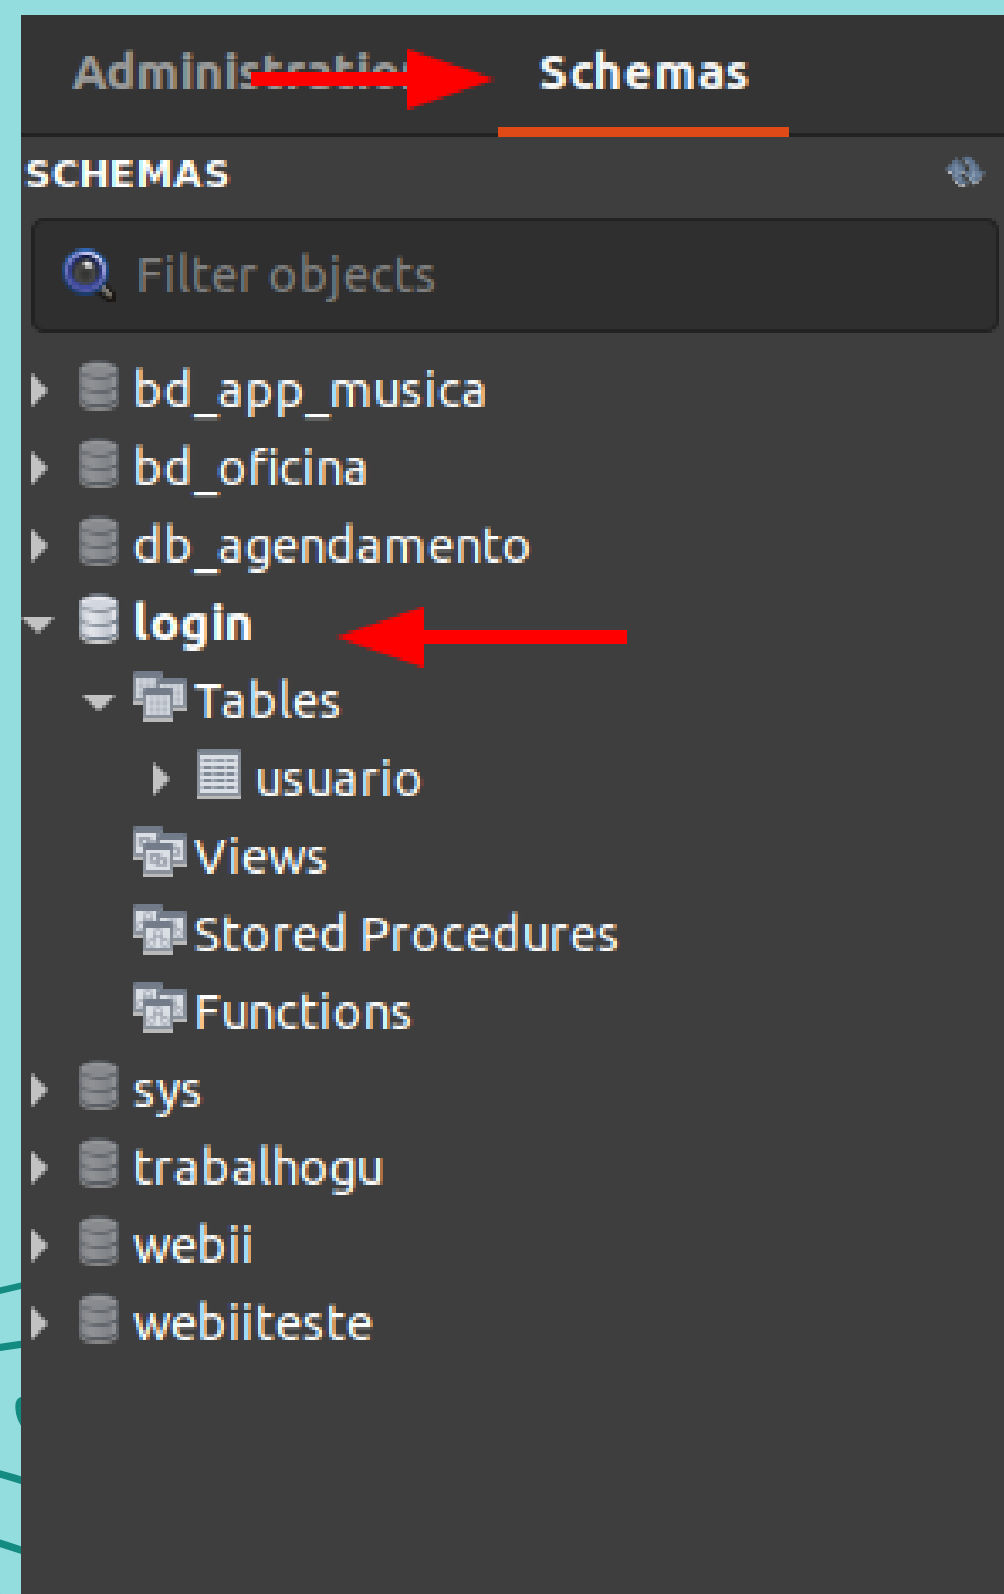 Administration Schemas
SCHEMAS
Filter objects
bd_app_musica
bd_oficina
db_agendamento
login
Tables
usuario
Views
Stored Procedures
Functions
sys
trabalhogu
webii
webiiteste